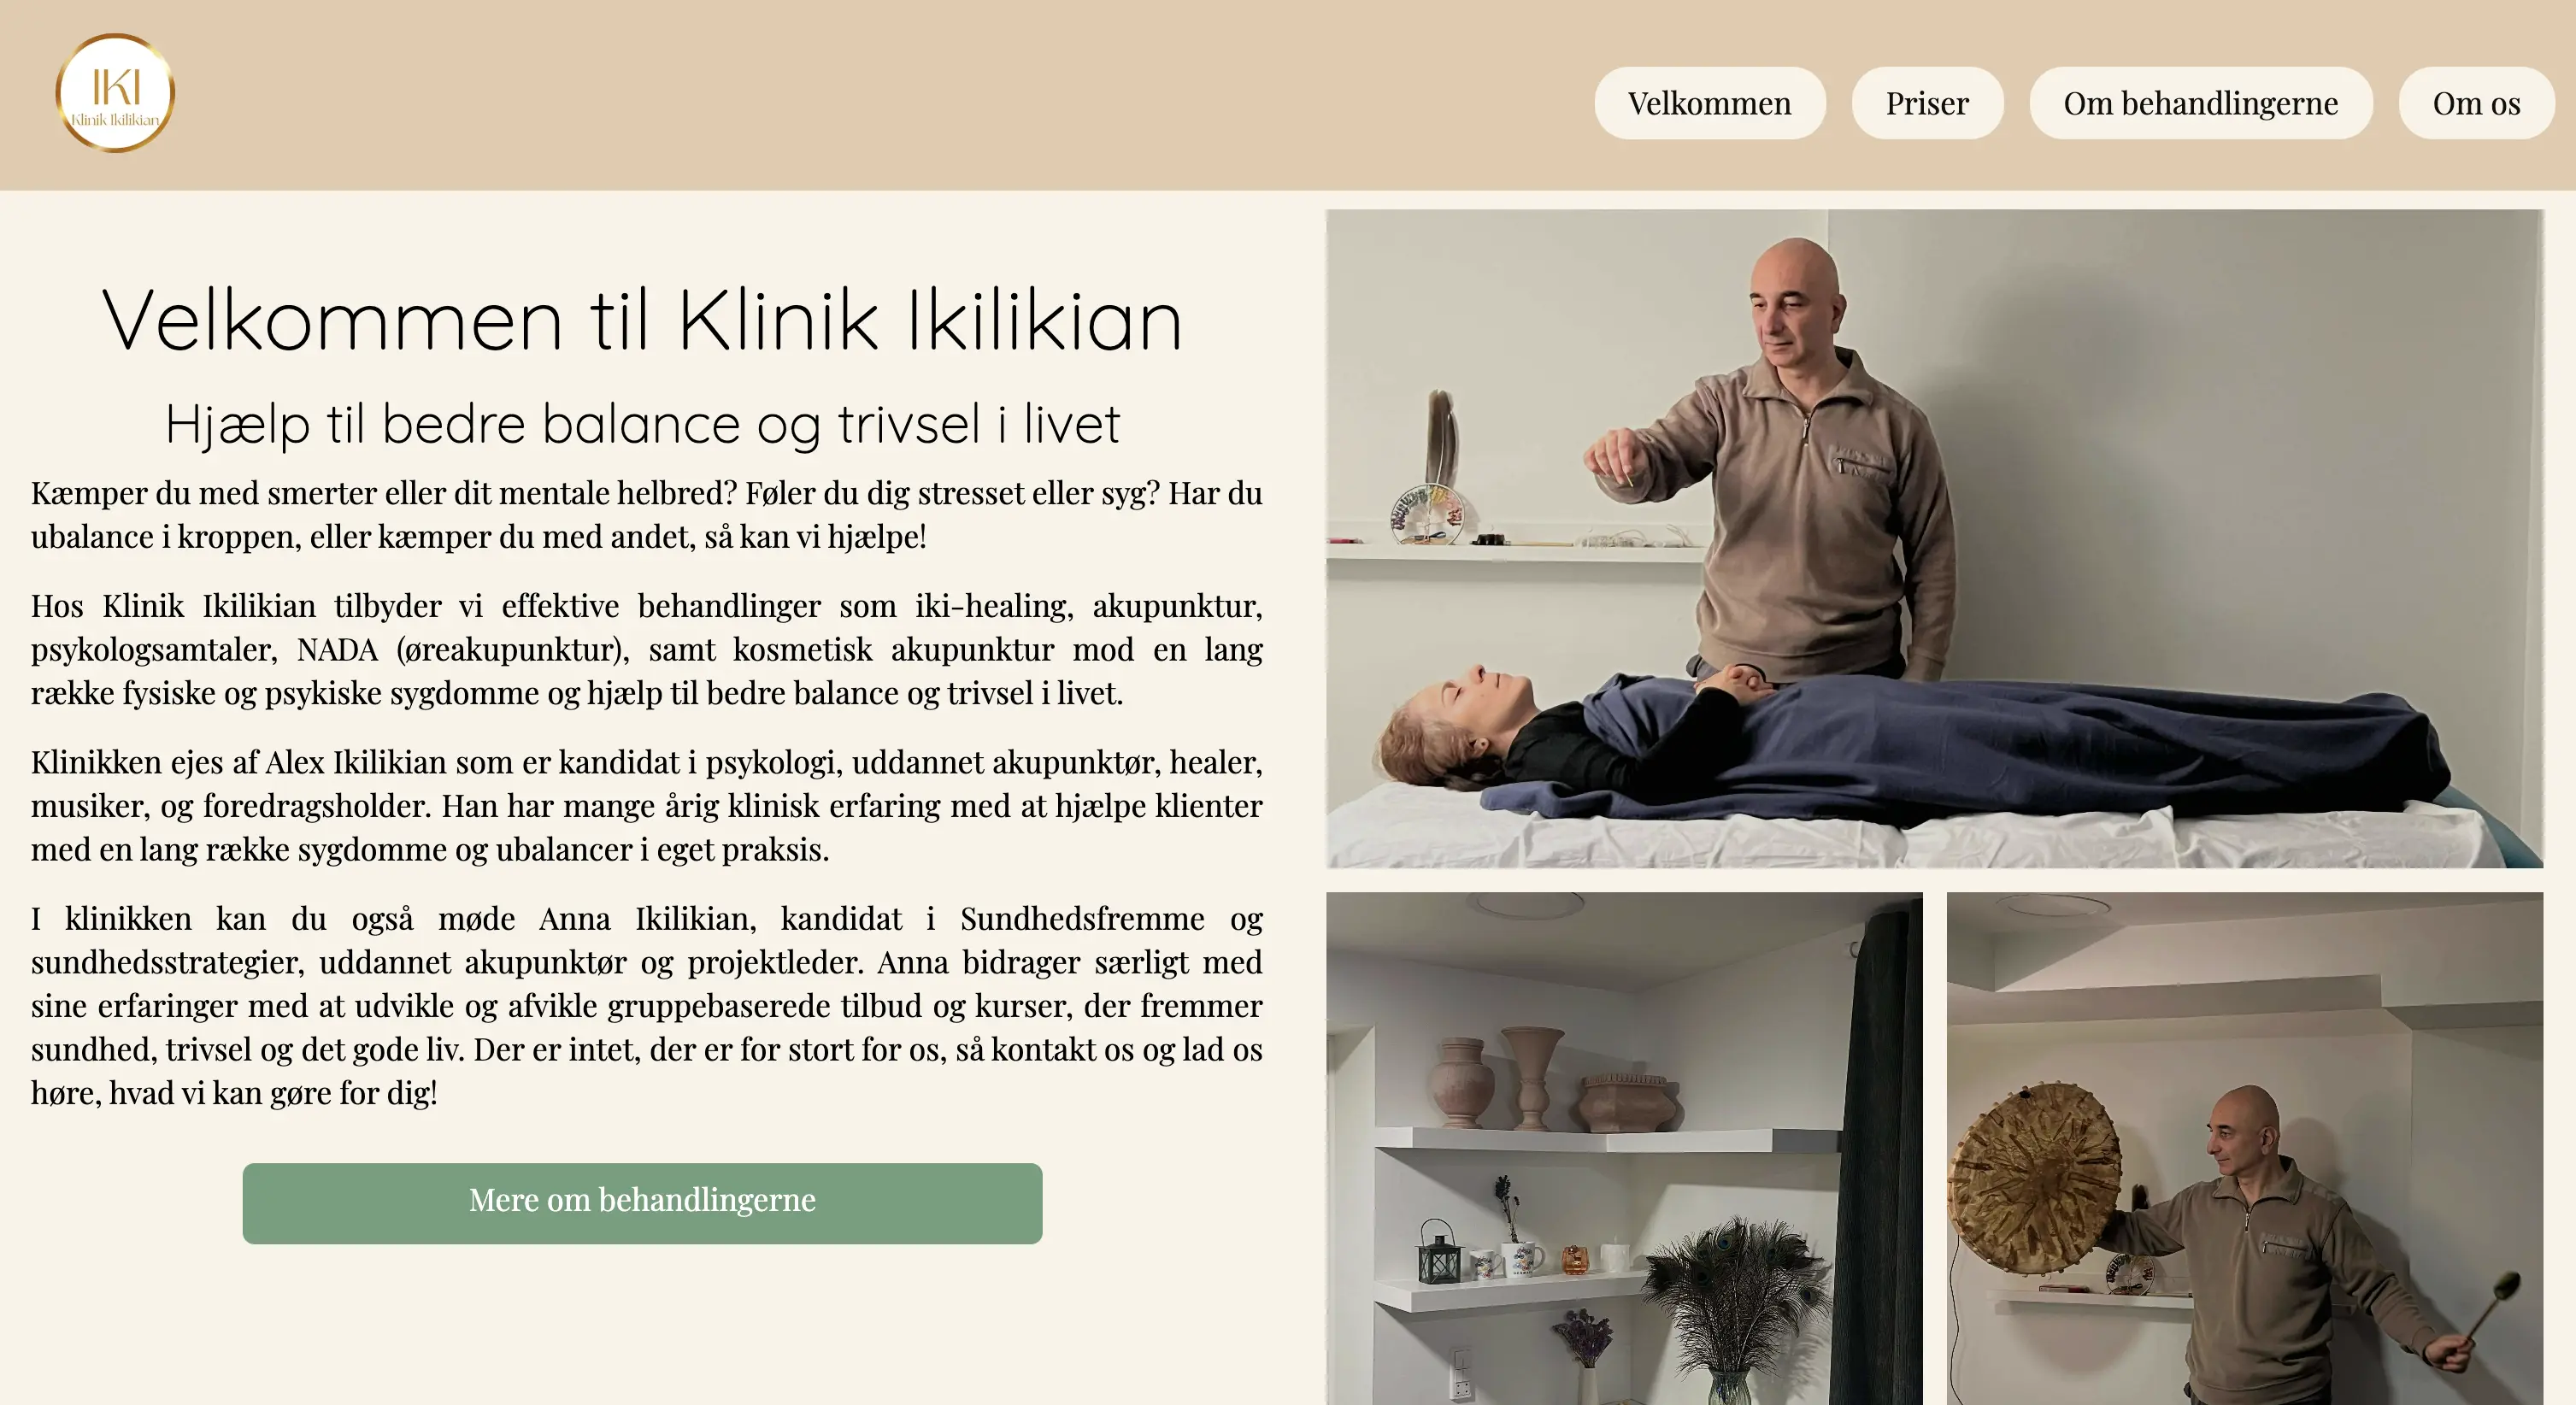 IKI
Klinik Ikilikian
Velkommen
Priser
Om behandlingerne
Om os
Velkommen til Klinik Ikilikian
Hjælp til bedre balance og trivsel i livet
Kæmper du med smerter eller dit mentale helbred? Føler du dig stresset eller syg? Har du
ubalance i kroppen, eller kæmper du med andet, så kan vi hjælpe!
Hos Klinik Ikilikian tilbyder vi effektive behandlinger som iki-healing, akupunktur,
psykologsamtaler, NADA (øreakupunktur), samt kosmetisk akupunktur mod en lang
række fysiske og psykiske sygdomme og hjælp til bedre balance og trivsel i livet.
Klinikken ejes af Alex Ikilikian som er kandidat i psykologi, uddannet akupunktør, healer,
musiker, og foredragsholder. Han har mange årig klinisk erfaring med at hjælpe klienter
med en lang række sygdomme og ubalancer i eget praksis.
I klinikken kan du også møde Anna Ikilikian, kandidat i Sundhedsfremme og
sundhedsstrategier, uddannet akupunktør og projektleder. Anna bidrager særligt med
sine erfaringer med at udvikle og afvikle gruppebaserede tilbud og kurser, der fremmer
sundhed, trivsel og det gode liv. Der er intet, der er for stort for os, så kontakt os og lad os
høre, hvad vi kan gøre for dig!
Mere om behandlingerne